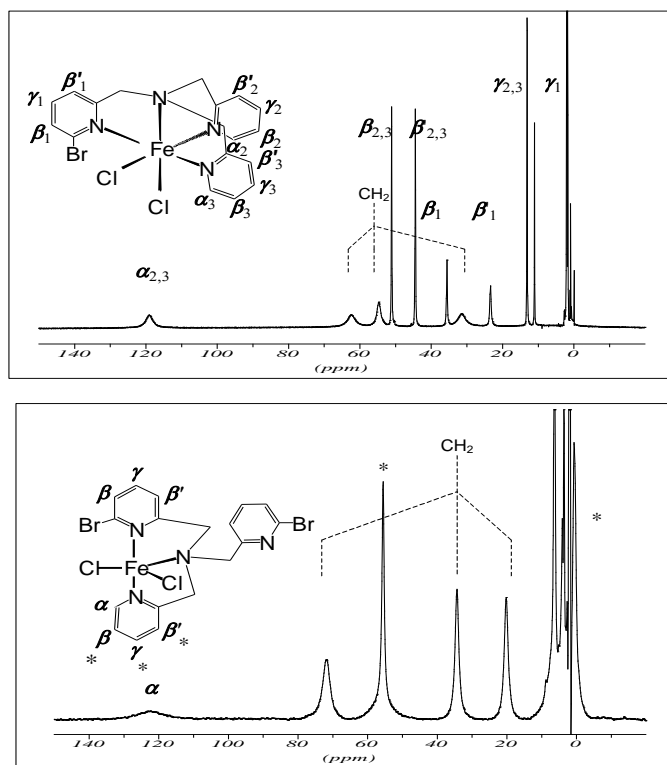 β'₁
γ₁
β₁
N
Br
N
β'₂
γ₂
β₂
N
α₂
Fe
Cl
Cl
N
β'₃
γ₃
α₃
β₃
α₂,₃
CH₂
β₂,₃
β'₂,₃
β₁
β'₁
γ₂,₃
γ₁
140 120 100 80 60 40 20 0
(ppm)
γ
β
β'
Br
N
N
N
Br
Cl
Fe
Cl
N
α
β
β'
γ
*
*
*
α
*
CH₂
*
140 120 100 80 60 40 20 0
(ppm)